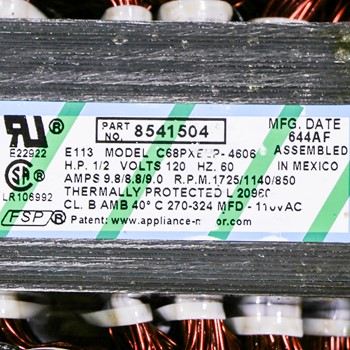 PART NO. 8541504
MFG. DATE
644AF
ASSEMBLED
IN MEXICO
E22922
E113 MODEL - 4606
H.P. 1/2 VOLTS 120 HZ. 60
AMPS 9.8/8.8/9.0 R.P.M. 1725/1140/850
LR106992
THERMALLY PROTECTED
FSP®
CL. B AMB 40° C 270-324 MFD -
Patent: www.appliance-